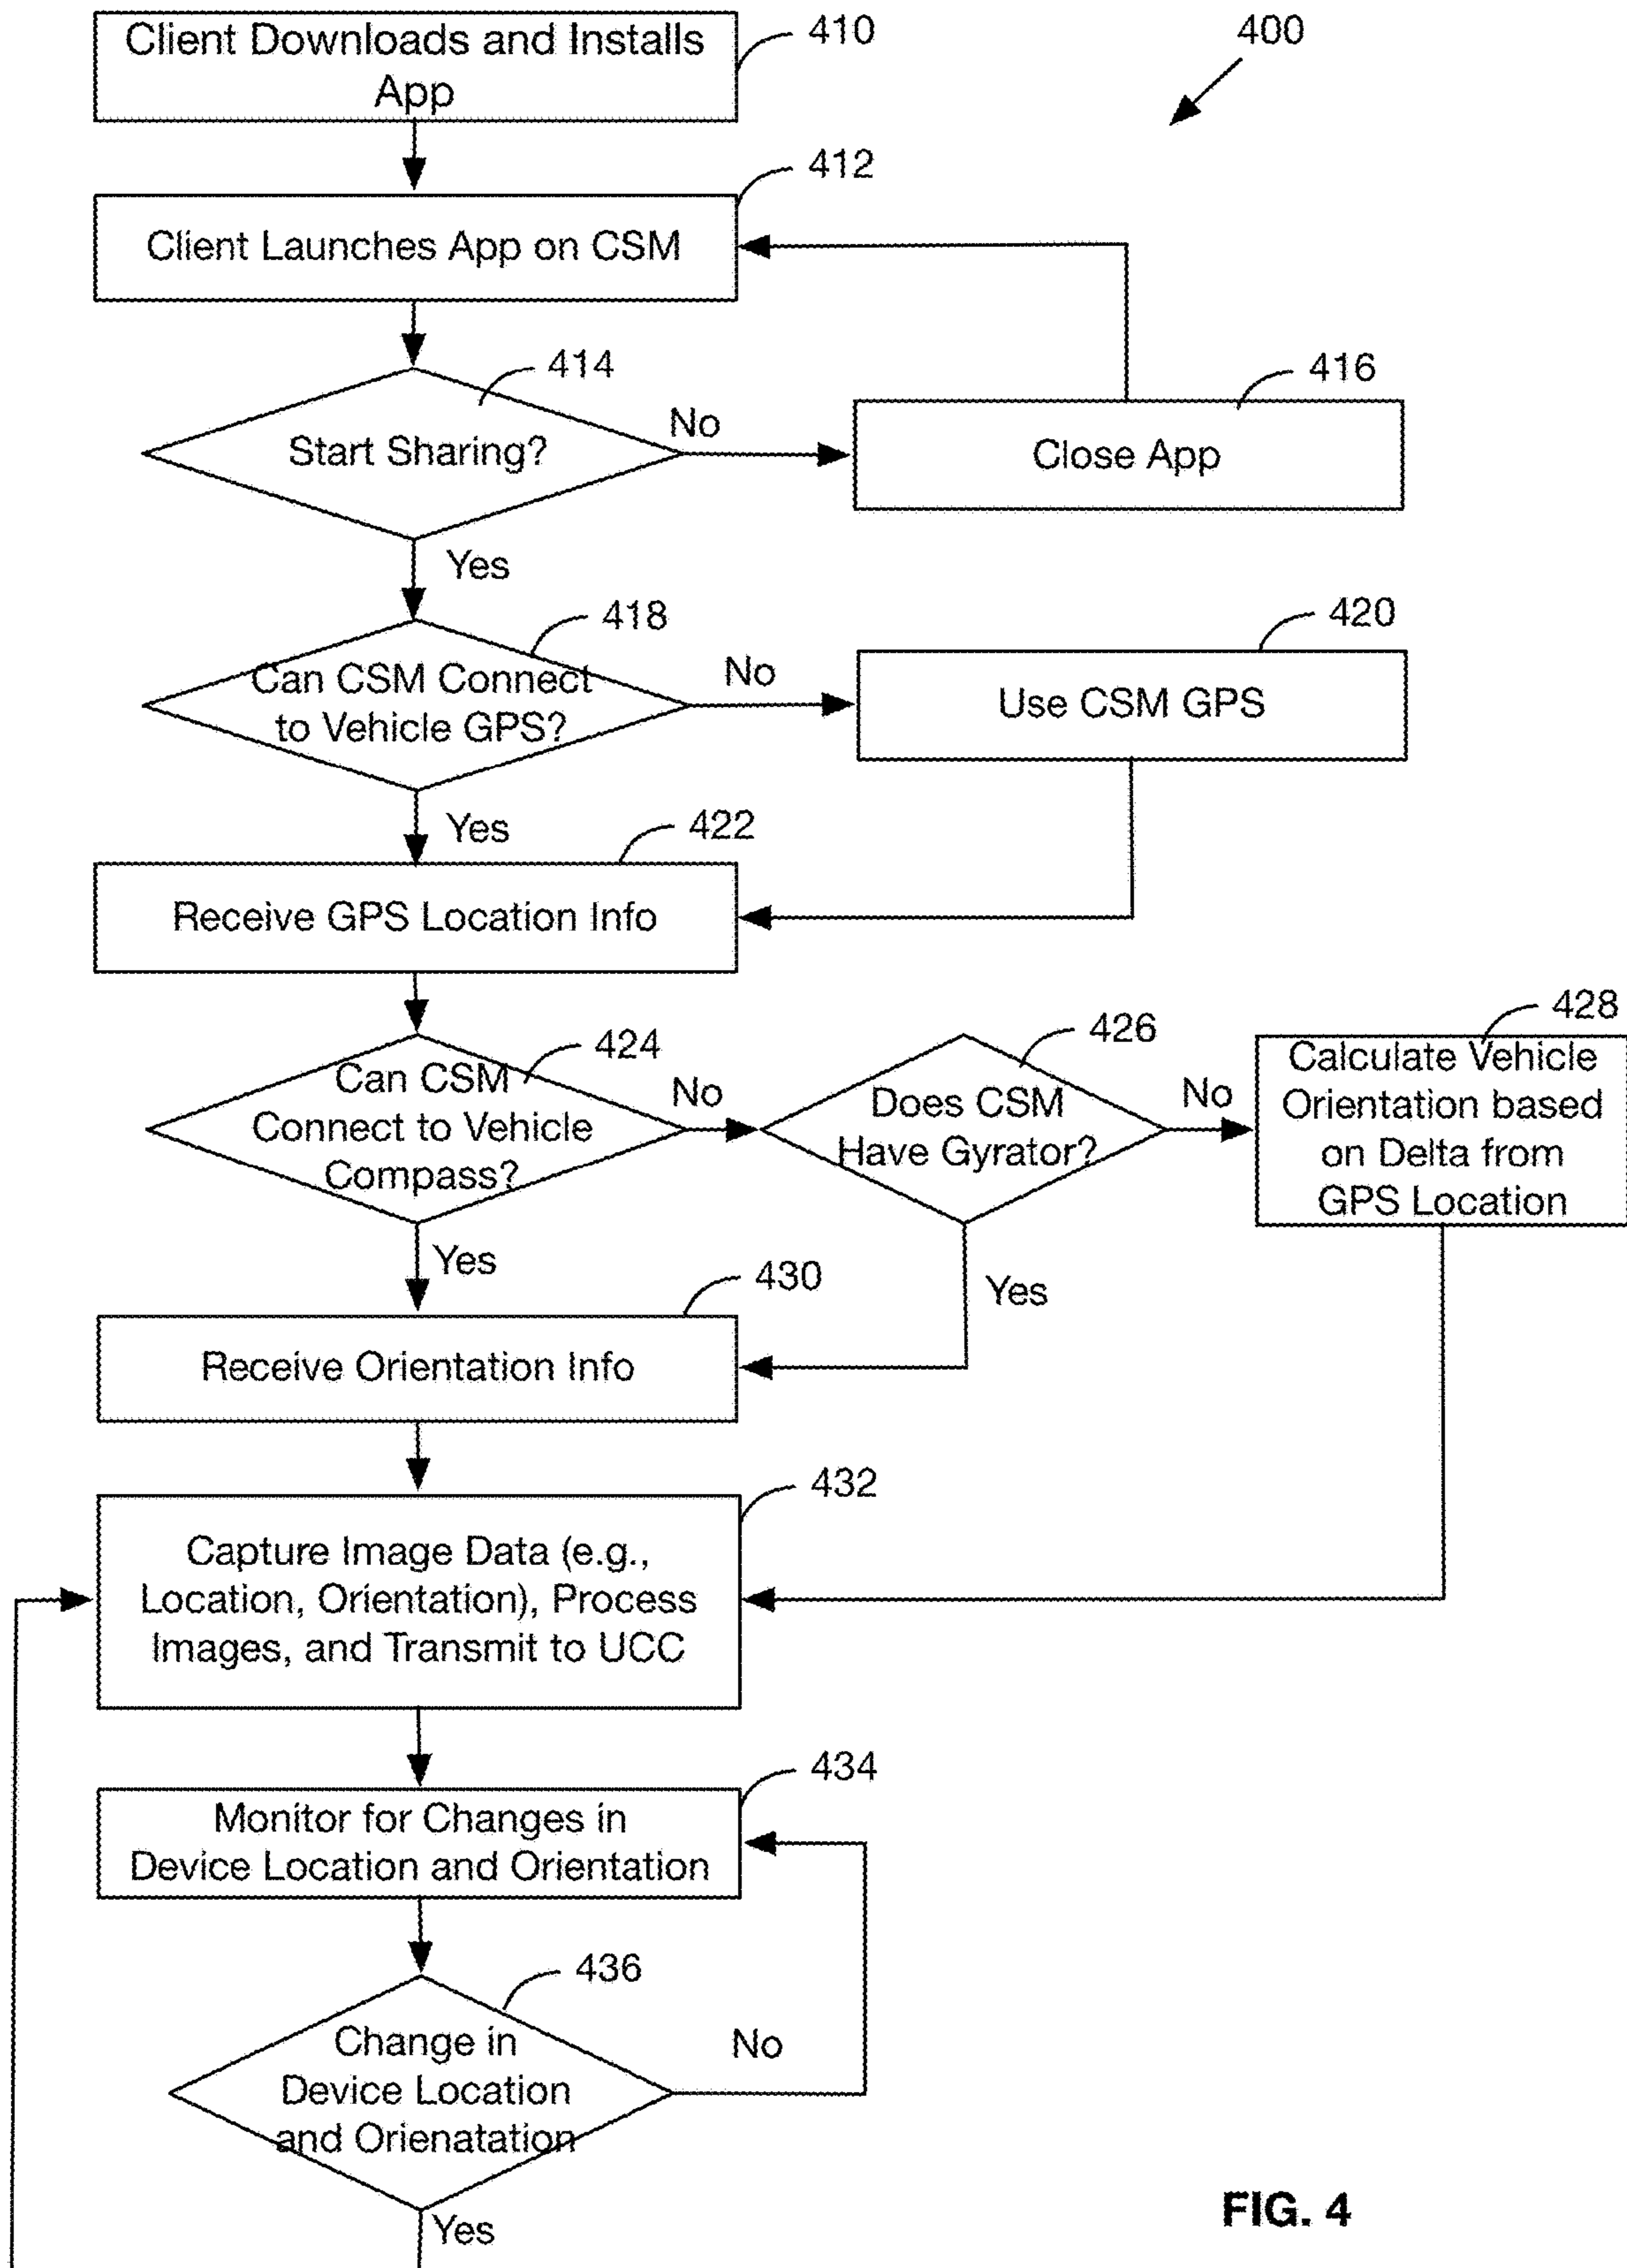 Client Downloads and Installs
App
410
400
412
Client Launches App on CSM
414
Start Sharing?
No
416
Close App
Yes
418
Can CSM Connect
to Vehicle GPS?
No
420
Use CSM GPS
Yes
422
Receive GPS Location Info
424
Can CSM
Connect to Vehicle
Compass?
No
426
Does CSM
Have Gyrator?
No
428
Calculate Vehicle
Orientation based
on Delta from
GPS Location
Yes
Yes
430
Receive Orientation Info
432
Capture Image Data (e.g.,
Location, Orientation), Process
Images, and Transmit to UCC
434
Monitor for Changes in
Device Location and Orientation
436
Change in
Device Location
and Orienatation
No
Yes
FIG. 4